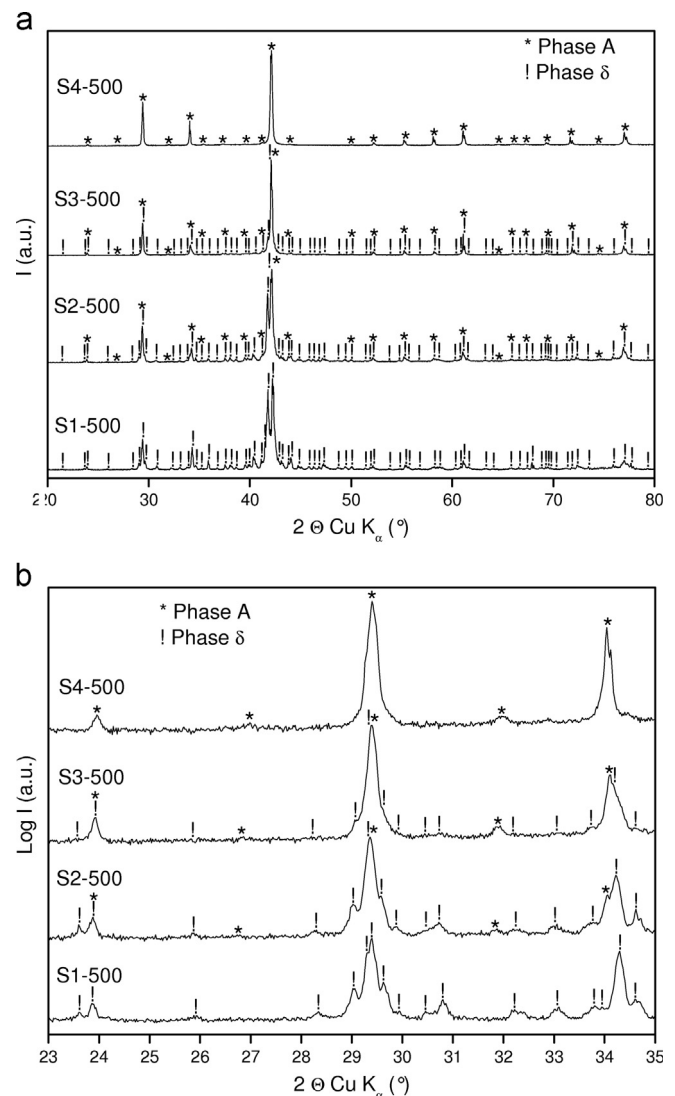 a
* Phase A
! Phase δ
S4-500
S3-500
S2-500
S1-500
I (a.u.)
20 30 40 50 60 70 80
2 Θ Cu Kα (°)
b
* Phase A
! Phase δ
S4-500
S3-500
S2-500
S1-500
Log I (a.u.)
23 24 25 26 27 28 29 30 31 32 33 34 35
2 Θ Cu Kα (°)